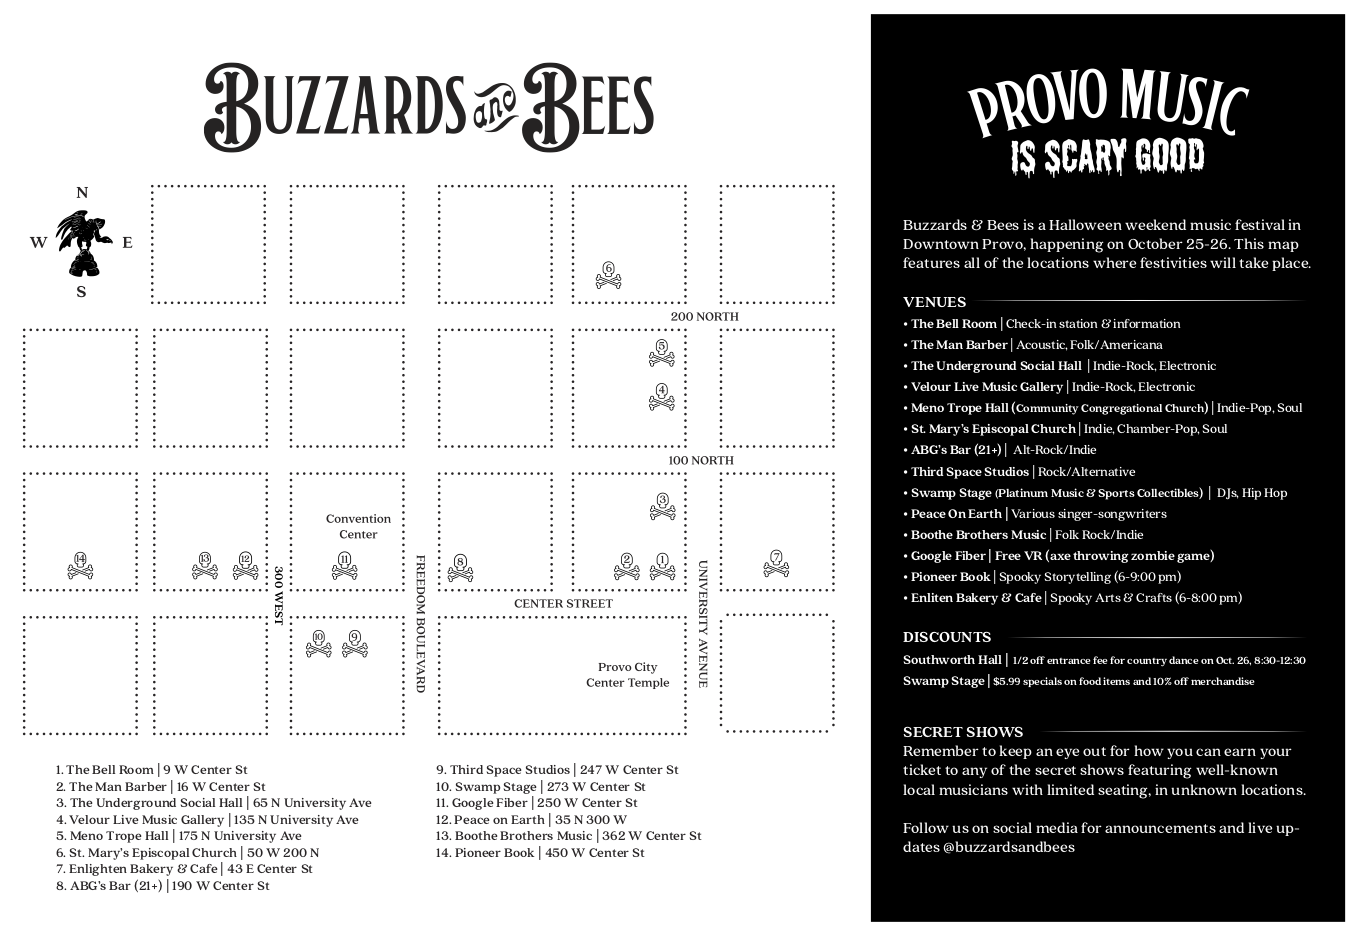 BUZZARDS and BEES
N
W E
S
6
200 NORTH
5
4
100 NORTH
3
Convention
Center
14
13
12
11
8
2
1
7
300 WEST
FREEDOM BOULEVARD
UNIVERSITY AVENUE
CENTER STREET
10
9
Provo City
Center Temple
1. The Bell Room | 9 W Center St
2. The Man Barber | 16 W Center St
3. The Underground Social Hall | 65 N University Ave
4. Velour Live Music Gallery | 135 N University Ave
5. Meno Trope Hall | 175 N University Ave
6. St. Mary's Episcopal Church | 50 W 200 N
7. Enlighten Bakery & Cafe | 43 E Center St
8. ABG's Bar (21+) | 190 W Center St
9. Third Space Studios | 247 W Center St
10. Swamp Stage | 273 W Center St
11. Google Fiber | 250 W Center St
12. Peace on Earth | 35 N 300 W
13. Boothe Brothers Music | 362 W Center St
14. Pioneer Book | 450 W Center St
PROVO MUSIC
IS SCARY GOOD
Buzzards & Bees is a Halloween weekend music festival in
Downtown Provo, happening on October 25-26. This map
features all of the locations where festivities will take place.
VENUES
• The Bell Room | Check-in station & information
• The Man Barber | Acoustic, Folk/Americana
• The Underground Social Hall | Indie-Rock, Electronic
• Velour Live Music Gallery | Indie-Rock, Electronic
• Meno Trope Hall (Community Congregational Church) | Indie-Pop, Soul
• St. Mary's Episcopal Church | Indie, Chamber-Pop, Soul
• ABG's Bar (21+) | Alt-Rock/Indie
• Third Space Studios | Rock/Alternative
• Swamp Stage (Platinum Music & Sports Collectibles) | DJs, Hip Hop
• Peace On Earth | Various singer-songwriters
• Boothe Brothers Music | Folk Rock/Indie
• Google Fiber | Free VR (axe throwing zombie game)
• Pioneer Book | Spooky Storytelling (6-9:00 pm)
• Enliten Bakery & Cafe | Spooky Arts & Crafts (6-8:00 pm)
DISCOUNTS
Southworth Hall | 1/2 off entrance fee for country dance on Oct. 26, 8:30-12:30
Swamp Stage | $5.99 specials on food items and 10% off merchandise
SECRET SHOWS
Remember to keep an eye out for how you can earn your
ticket to any of the secret shows featuring well-known
local musicians with limited seating, in unknown locations.
Follow us on social media for announcements and live up-
dates @buzzardsandbees